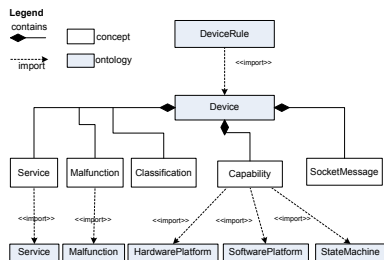 Legend
contains
concept
import
ontology
DeviceRule
<<import>>
Device
Service
Malfunction
Classification
Capability
SocketMessage
<<import>>
<<import>>
<<import>>
<<import>>
<<import>>
Service
Malfunction
HardwarePlatform
SoftwarePlatform
StateMachine